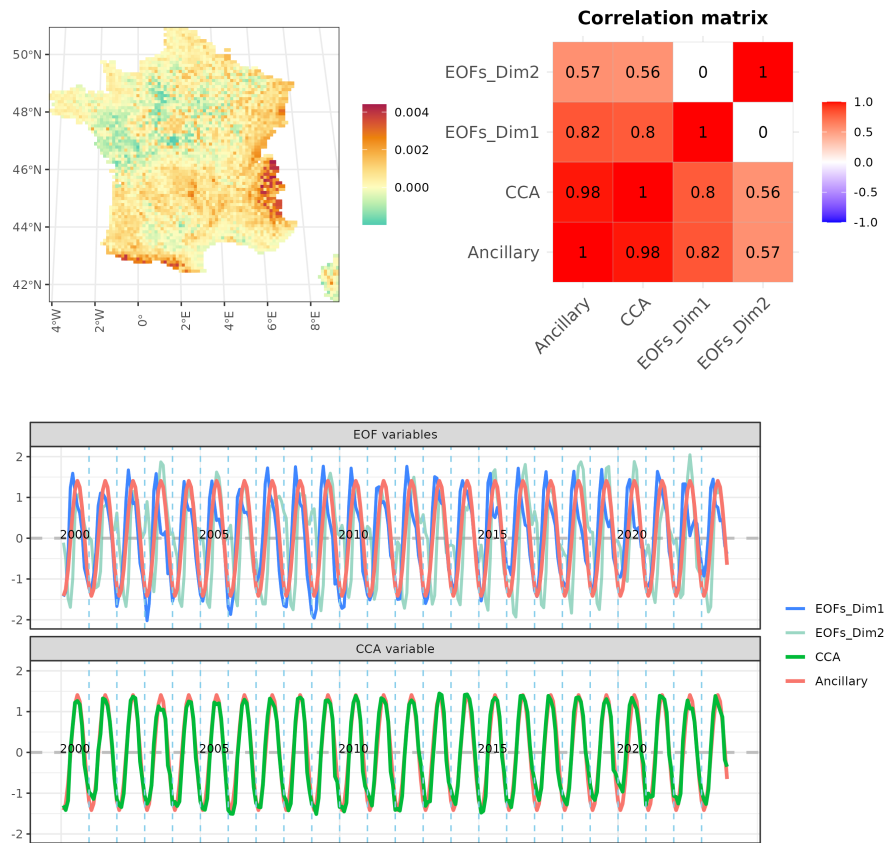 50°N
48°N
46°N
44°N
42°N
4°W
2°W
0°
2°E
4°E
6°E
8°E
0.004
0.002
0.000
Correlation matrix
EOFs_Dim2 0.57 0.56 0 1
EOFs_Dim1 0.82 0.8 1 0
CCA 0.98 1 0.8 0.56
Ancillary 1 0.98 0.82 0.57
Ancillary
CCA
EOFs_Dim1
EOFs_Dim2
1.0
0.5
0.0
-0.5
-1.0
EOF variables
2
1
0
-1
-2
2000 2005 2010 2015 2020
CCA variable
2
1
0
-1
-2
2000 2005 2010 2015 2020
EOFs_Dim1
EOFs_Dim2
CCA
Ancillary